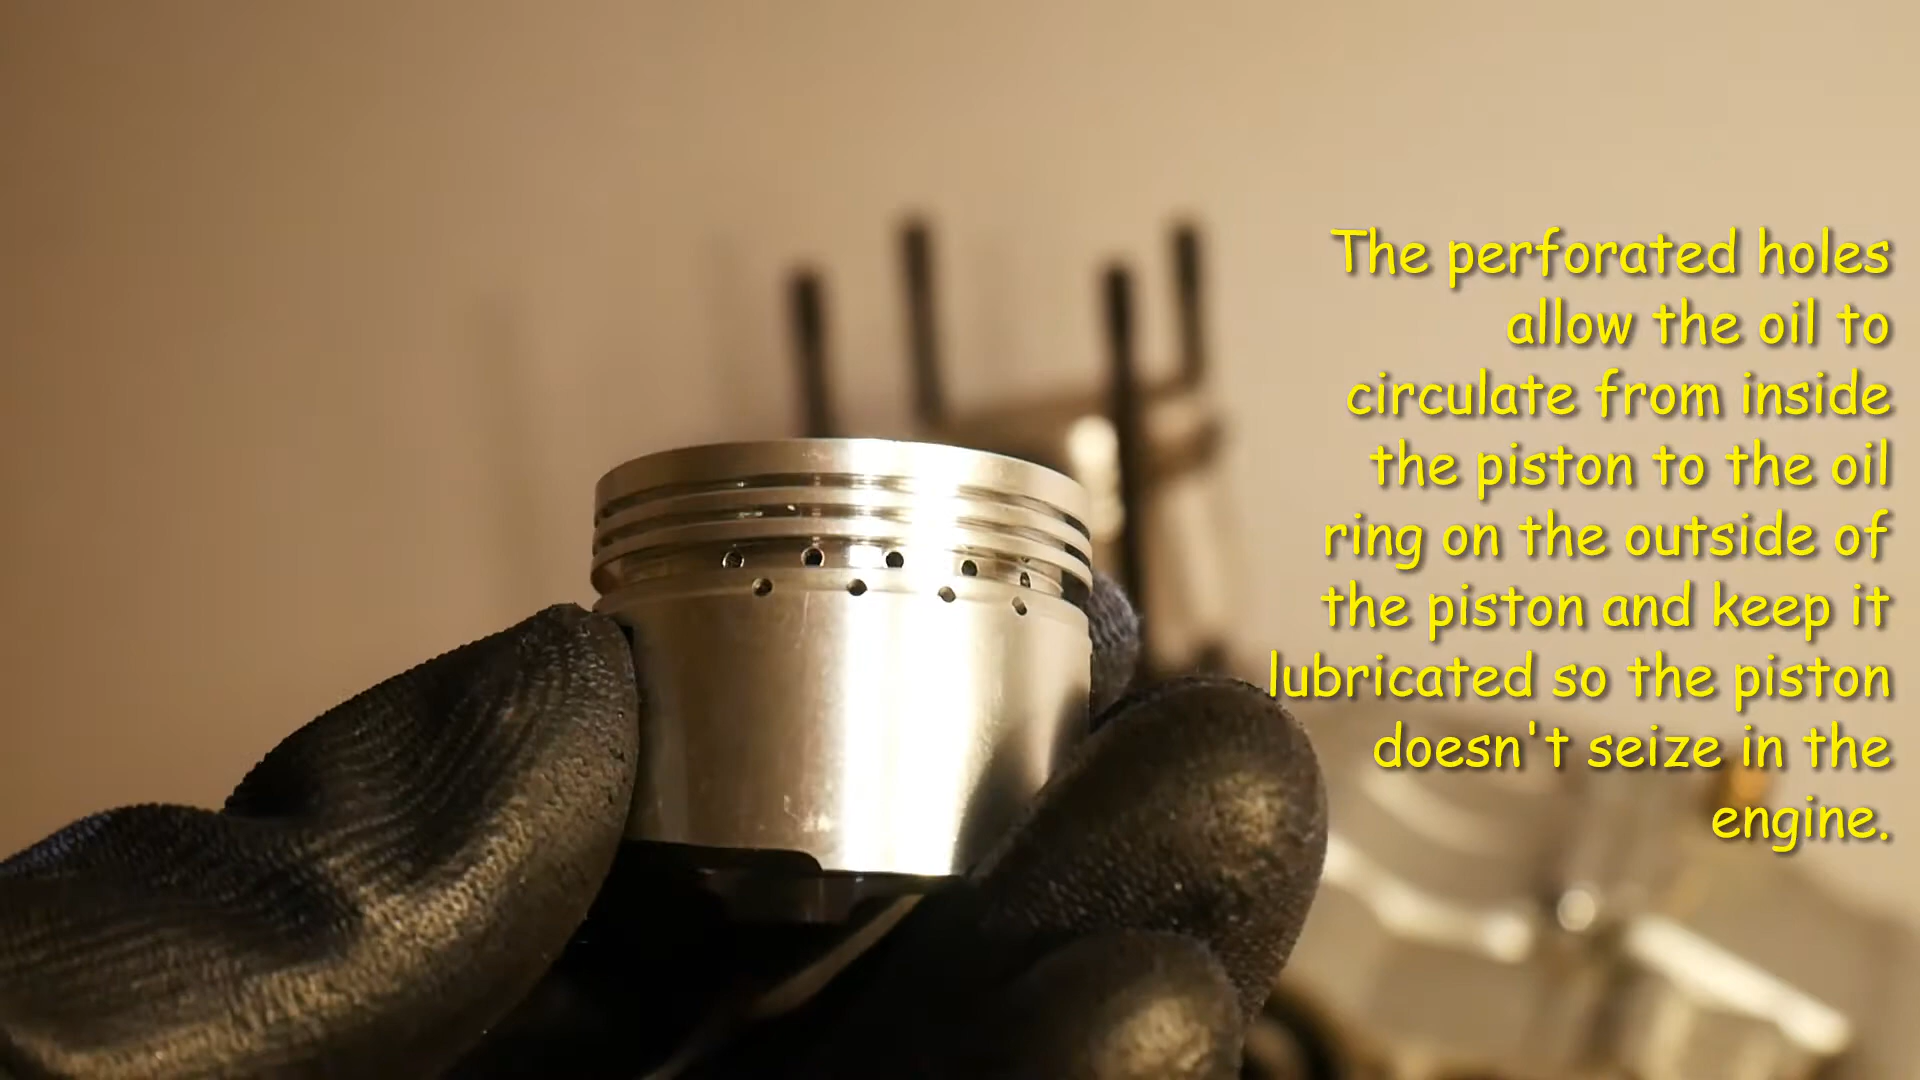 The perforated holes
allow the oil to
circulate from inside
the piston to the oil
ring on the outside of
the piston and keep it
lubricated so the piston
doesn't seize in the
engine.